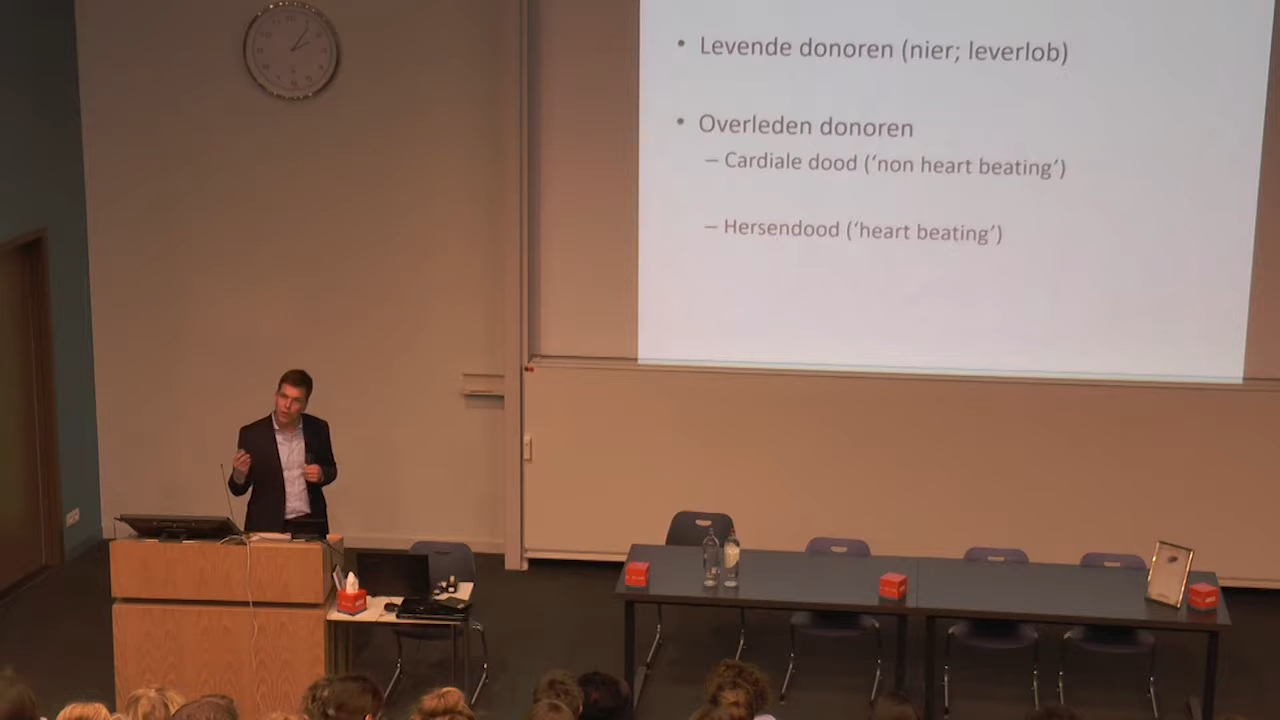 • Levende donoren (nier; leverlob)
• Overleden donoren
– Cardiale dood (‘non heart beating’)
– Hersendood (‘heart beating’)